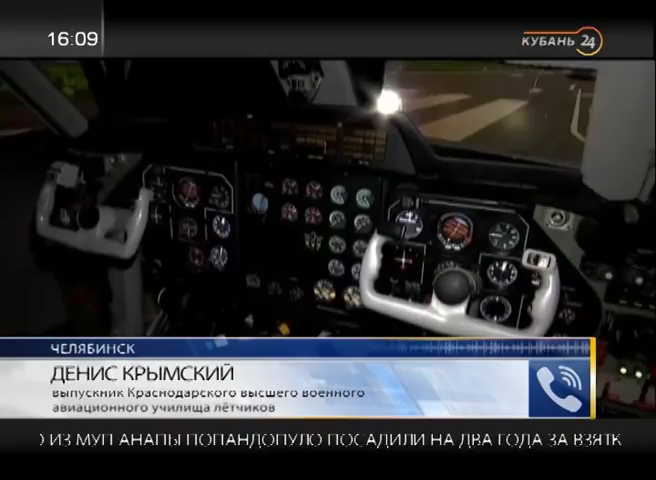 16:09
КУБАНЬ 24
ЧЕЛЯБИНСК
ДЕНИС КРЫМСКИЙ
выпускник Краснодарского высшего военного
авиационного училища лётчиков
ИЗ МУП АНАПЫ ПОПАНДОПУЛО ПОСАДИЛИ НА ДВА ГОДА ЗА ВЗЯТК